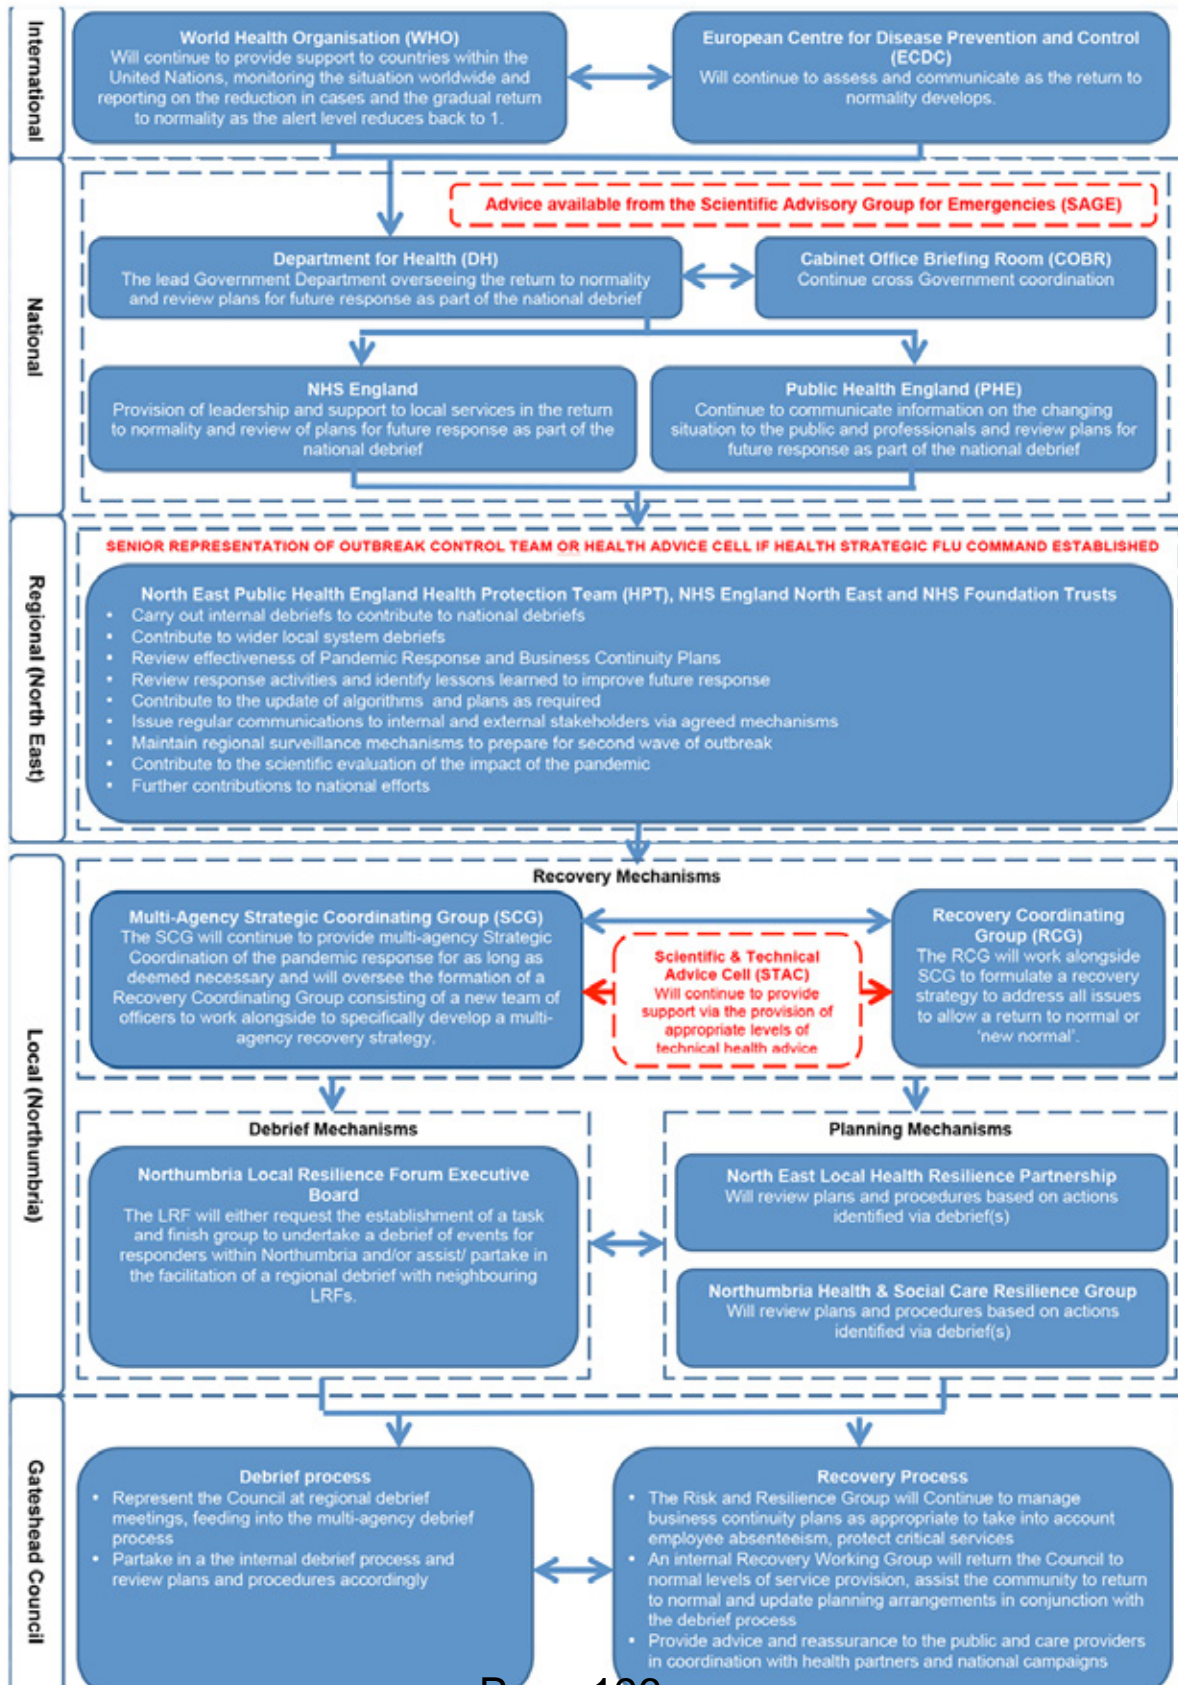 International
World Health Organisation (WHO)
Will continue to provide support to countries within the
United Nations, monitoring the situation worldwide and
reporting on the reduction in cases and the gradual return
to normality as the alert level reduces back to 1.
European Centre for Disease Prevention and Control
(ECDC)
Will continue to assess and communicate as the return to
normality develops.
National
Advice available from the Scientific Advisory Group for Emergencies (SAGE)
Department for Health (DH)
The lead Government Department overseeing the return to normality
and review plans for future response as part of the national debrief
Cabinet Office Briefing Room (COBR)
Continue cross Government coordination
NHS England
Provision of leadership and support to local services in the return
to normality and review of plans for future response as part of the
national debrief
Public Health England (PHE)
Continue to communicate information on the changing
situation to the public and professionals and review plans for
future response as part of the national debrief
Regional (North East)
SENIOR REPRESENTATION OF OUTBREAK CONTROL TEAM OR HEALTH ADVICE CELL IF HEALTH STRATEGIC FLU COMMAND ESTABLISHED
North East Public Health England Health Protection Team (HPT), NHS England North East and NHS Foundation Trusts
• Carry out internal debriefs to contribute to national debriefs
• Contribute to wider local system debriefs
• Review effectiveness of Pandemic Response and Business Continuity Plans
• Review response activities and identify lessons learned to improve future response
• Contribute to the update of algorithms and plans as required
• Issue regular communications to internal and external stakeholders via agreed mechanisms
• Maintain regional surveillance mechanisms to prepare for second wave of outbreak
• Contribute to the scientific evaluation of the impact of the pandemic
• Further contributions to national efforts
Local (Northumbria)
Recovery Mechanisms
Multi-Agency Strategic Coordinating Group (SCG)
The SCG will continue to provide multi-agency Strategic
Coordination of the pandemic response for as long as
deemed necessary and will oversee the formation of a
Recovery Coordinating Group consisting of a new team of
officers to work alongside to specifically develop a multi-
agency recovery strategy.
Scientific & Technical
Advice Cell (STAC)
Will continue to provide
support via the provision of
appropriate levels of
technical health advice
Recovery Coordinating
Group (RCG)
The RCG will work alongside
SCG to formulate a recovery
strategy to address all issues
to allow a return to normal or
'new normal'.
Debrief Mechanisms
Northumbria Local Resilience Forum Executive
Board
The LRF will either request the establishment of a task
and finish group to undertake a debrief of events for
responders within Northumbria and/or assist/ partake in
the facilitation of a regional debrief with neighbouring
LRFs.
Planning Mechanisms
North East Local Health Resilience Partnership
Will review plans and procedures based on actions
identified via debrief(s)
Northumbria Health & Social Care Resilience Group
Will review plans and procedures based on actions
identified via debrief(s)
Gateshead Council
Debrief process
• Represent the Council at regional debrief
meetings, feeding into the multi-agency debrief
process
• Partake in a the internal debrief process and
review plans and procedures accordingly
Recovery Process
• The Risk and Resilience Group will Continue to manage
business continuity plans as appropriate to take into account
employee absenteeism, protect critical services
• An internal Recovery Working Group will return the Council to
normal levels of service provision, assist the community to return
to normal and update planning arrangements in conjunction with
the debrief process
• Provide advice and reassurance to the public and care providers
in coordination with health partners and national campaigns